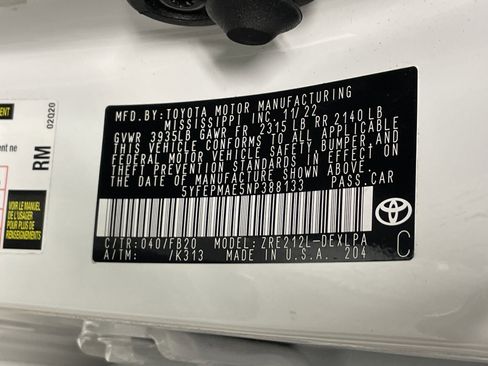 MFD.BY: TOYOTA MOTOR MANUFACTURING
MISSISSIPPI INC. 11/22
GVWR 3935LB GAWR FR 2315 LB RR 2140 LB
THIS VEHICLE CONFORMS TO ALL APPLICABLE
FEDERAL MOTOR VEHICLE SAFETY, BUMPER, AND
THEFT PREVENTION STANDARDS IN EFFECT ON
THE DATE OF MANUFACTURE SHOWN ABOVE.
5YFEPMAE5NP388133 PASS.CAR
C/TR: 040/FB20 MODEL: ZRE212L-DEXLPA
A/TM: /K313 MADE IN U.S.A. 204
C
02020
RM
ent ne
VOIR LE MANUEL
DE L'USAGER
POUR PLUS DE
RENSEIGNEMENTS